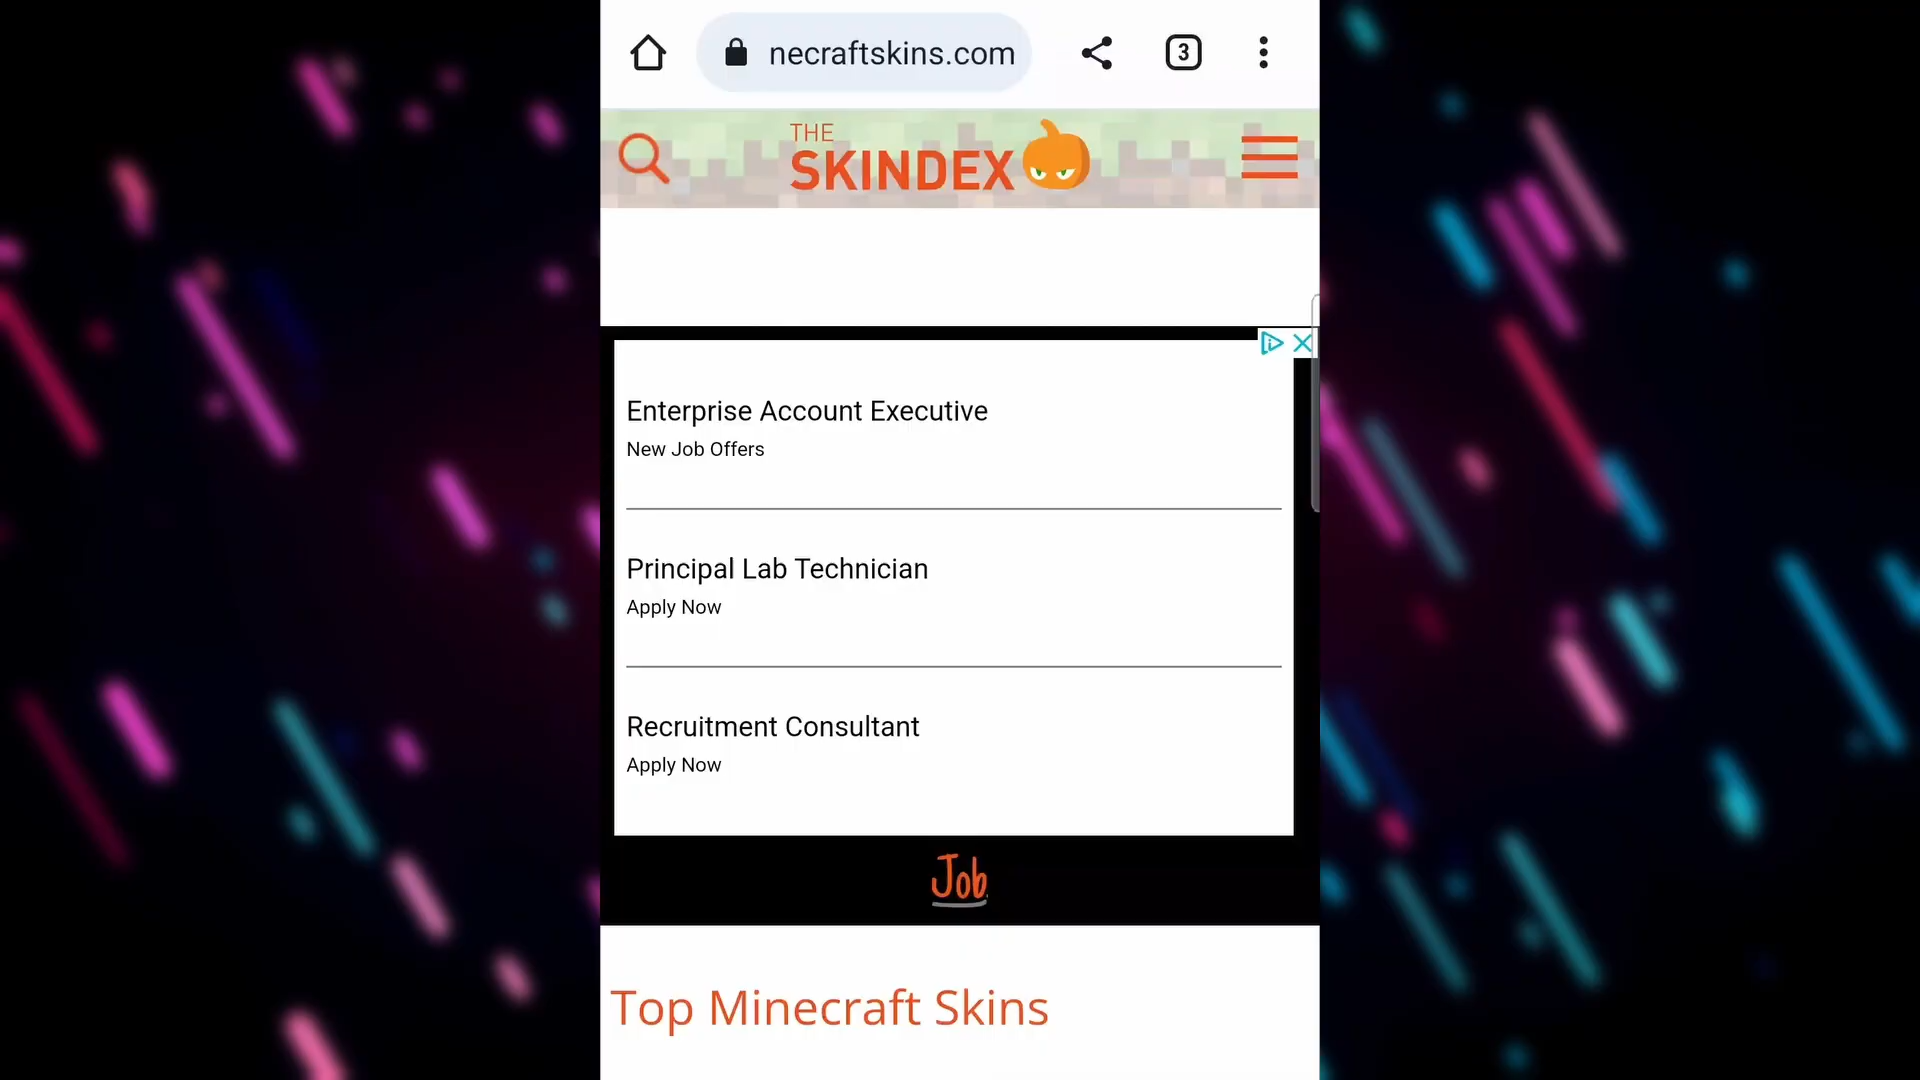 necraftskins.com
3
THE
SKINDEX
Enterprise Account Executive
New Job Offers
Principal Lab Technician
Apply Now
Recruitment Consultant
Apply Now
Job
Top Minecraft Skins